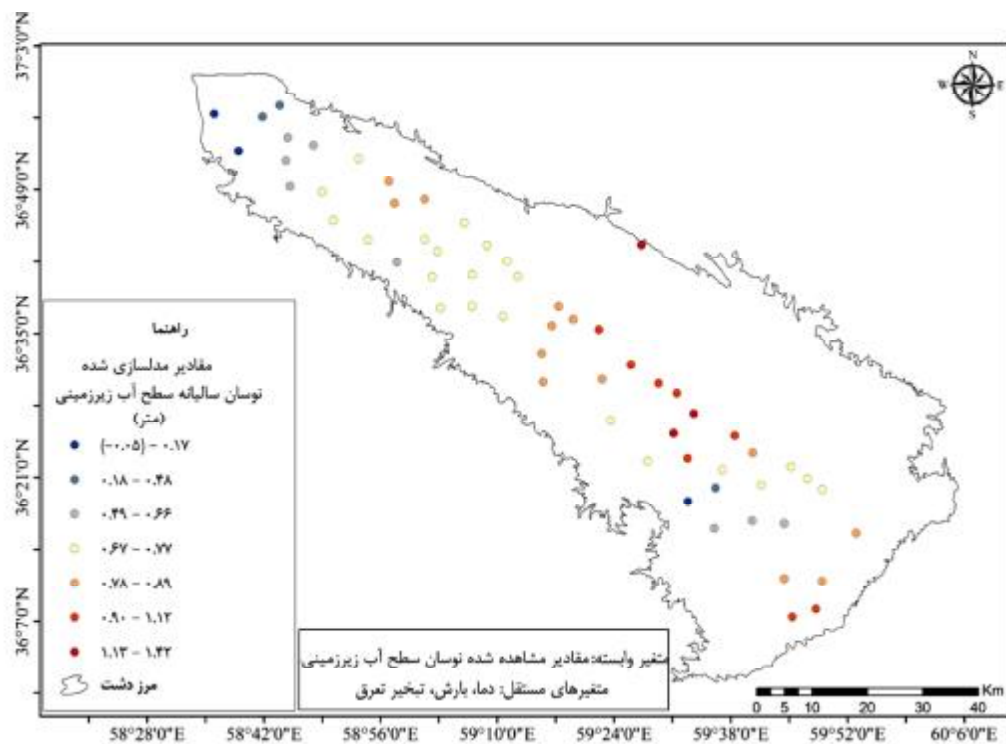 37°3'0"N
36°49'0"N
36°35'0"N
36°21'0"N
36°7'0"N
N
W
E
S
راهنما
مقادیر مدلسازی شده
نوسان سالیانه سطح آب زیرزمینی
(متر)
(-۰.۰۵) - ۰.۱۷
۰.۱۸ - ۰.۴۸
۰.۴۹ - ۰.۶۶
۰.۶۷ - ۰.۷۷
۰.۷۸ - ۰.۸۹
۰.۹۰ - ۱.۱۲
۱.۱۳ - ۱.۴۲
مرز دشت
متغیر وابسته:مقادیر مشاهده شده نوسان سطح آب زیرزمینی
متغیرهای مستقل: دما، بارش، تبخیر تعرق
Km
0 5 10 20 30 40
58°28'0"E 58°42'0"E 58°56'0"E 59°10'0"E 59°24'0"E 59°38'0"E 59°52'0"E 60°6'0"E